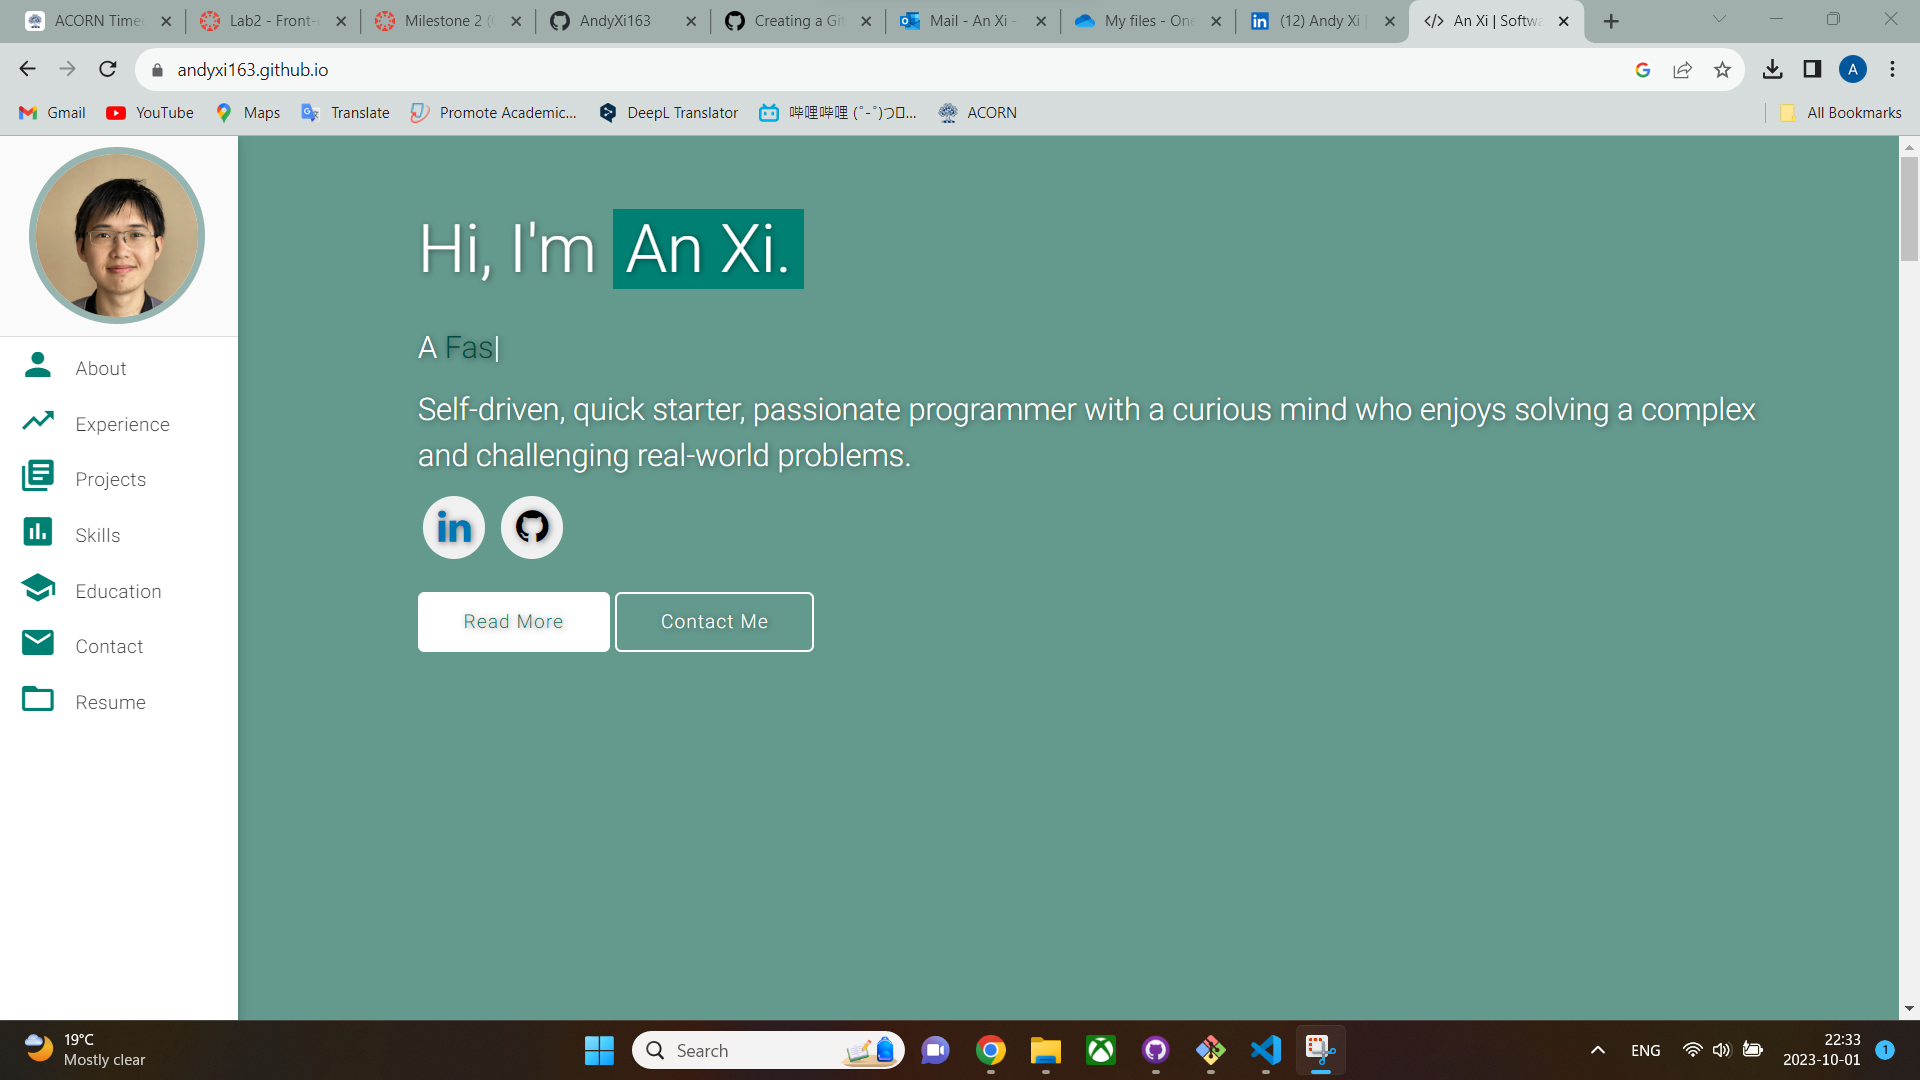 ACORN Time
Lab2 - Front-e
Milestone 2 (
AndyXi163
Creating a Git
Mail - An Xi -
My files - One
(12) Andy Xi |
An Xi | Softwa
andyxi163.github.io
Gmail
YouTube
Maps
Translate
Promote Academic...
DeepL Translator
哔哩哔哩 (゜-゜)つロ...
ACORN
All Bookmarks
Hi, I'm An Xi.
A Fas|
Self-driven, quick starter, passionate programmer with a curious mind who enjoys solving a complex
and challenging real-world problems.
Read More
Contact Me
About
Experience
Projects
Skills
Education
Contact
Resume
19°C
Mostly clear
Search
ENG
22:33
2023-10-01
1